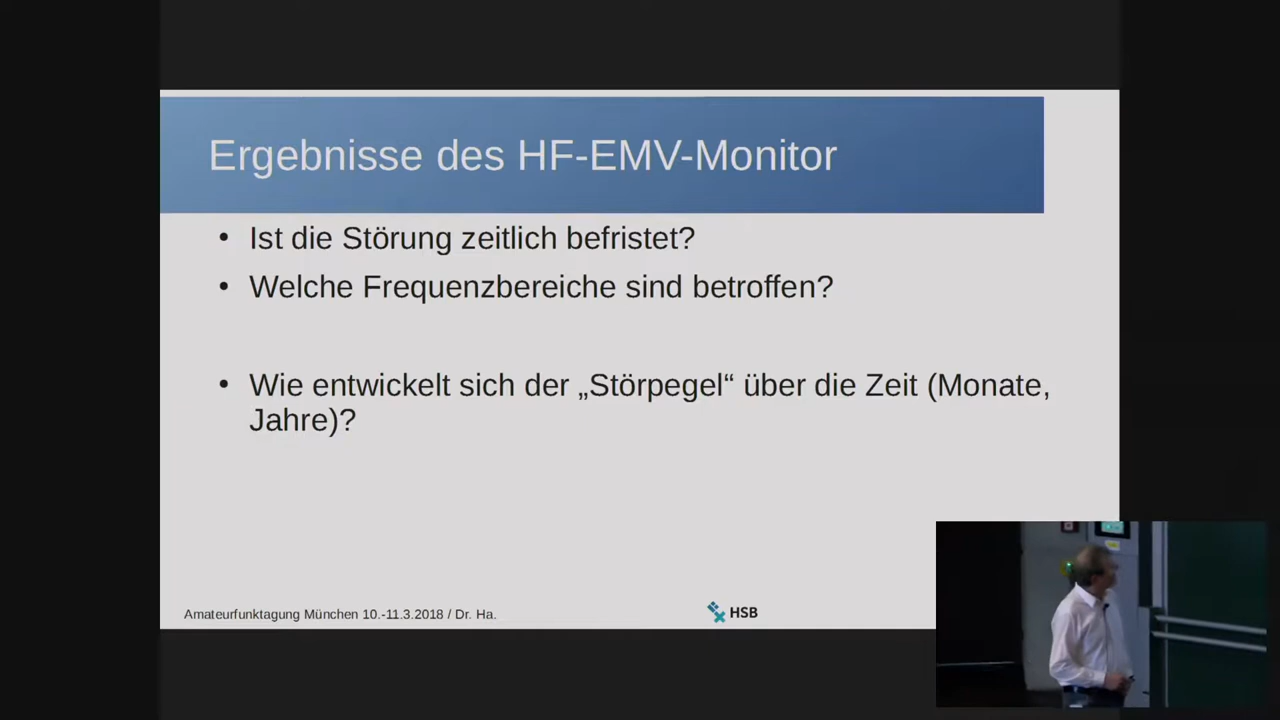 Ergebnisse des HF-EMV-Monitor
• Ist die Störung zeitlich befristet?
• Welche Frequenzbereiche sind betroffen?
• Wie entwickelt sich der „Störpegel“ über die Zeit (Monate,
Jahre)?
Amateurfunktagung München 10.-11.3.2018 / Dr. Ha.
HSB